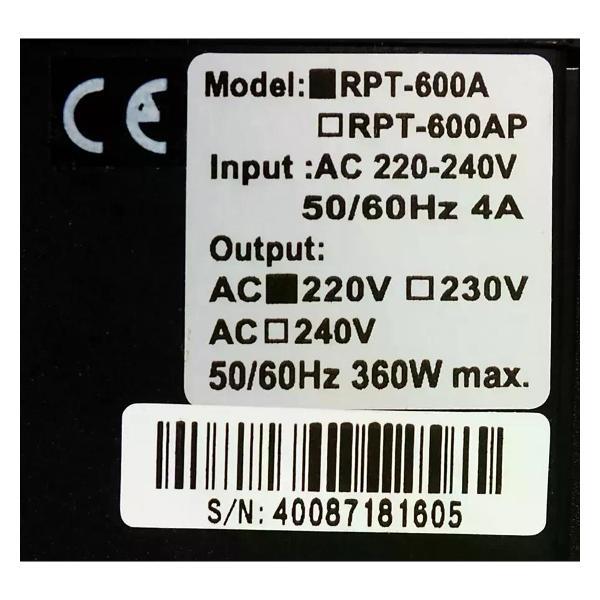 CE
Model:■RPT-600A
□RPT-600AP
Input :AC 220-240V
50/60Hz 4A
Output:
AC■220V □230V
AC□240V
50/60Hz 360W max.
S/N: 40087181605